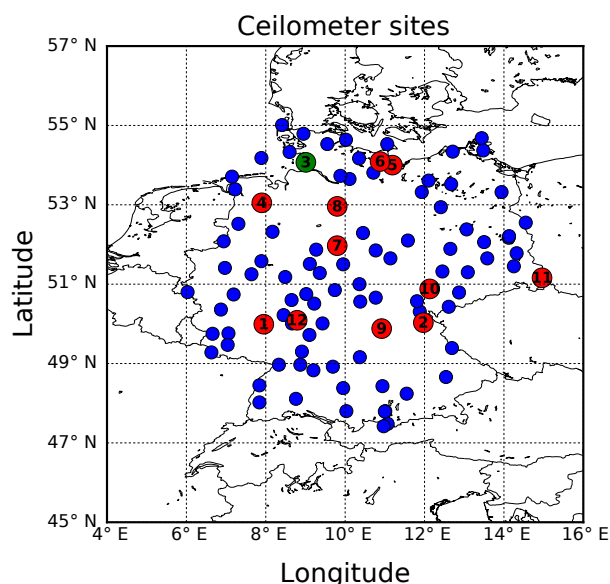 Ceilometer sites
57° N
55° N
6
5
3
53° N
4
8
7
51° N
11
10
12
1
2
9
49° N
47° N
45° N
4° E 6° E 8° E 10° E 12° E 14° E 16° E
Latitude
Longitude